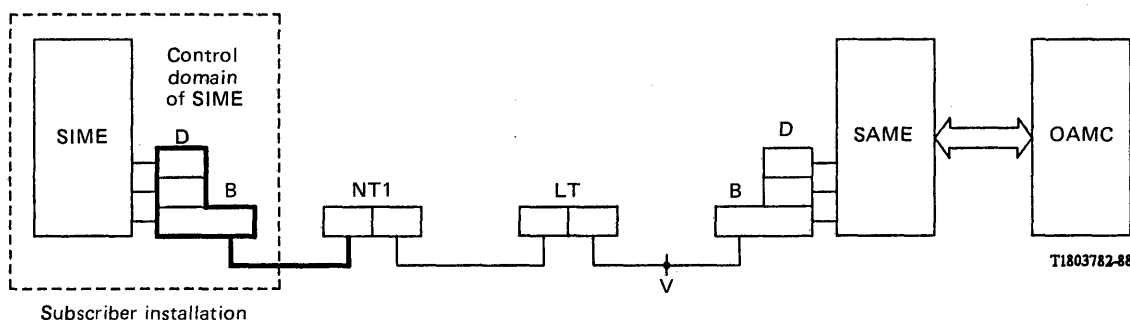 Control
domain
of SIME
SIME
D
B
NT1
LT
D
B
SAME
OAMC
V
T1803782-88
Subscriber installation